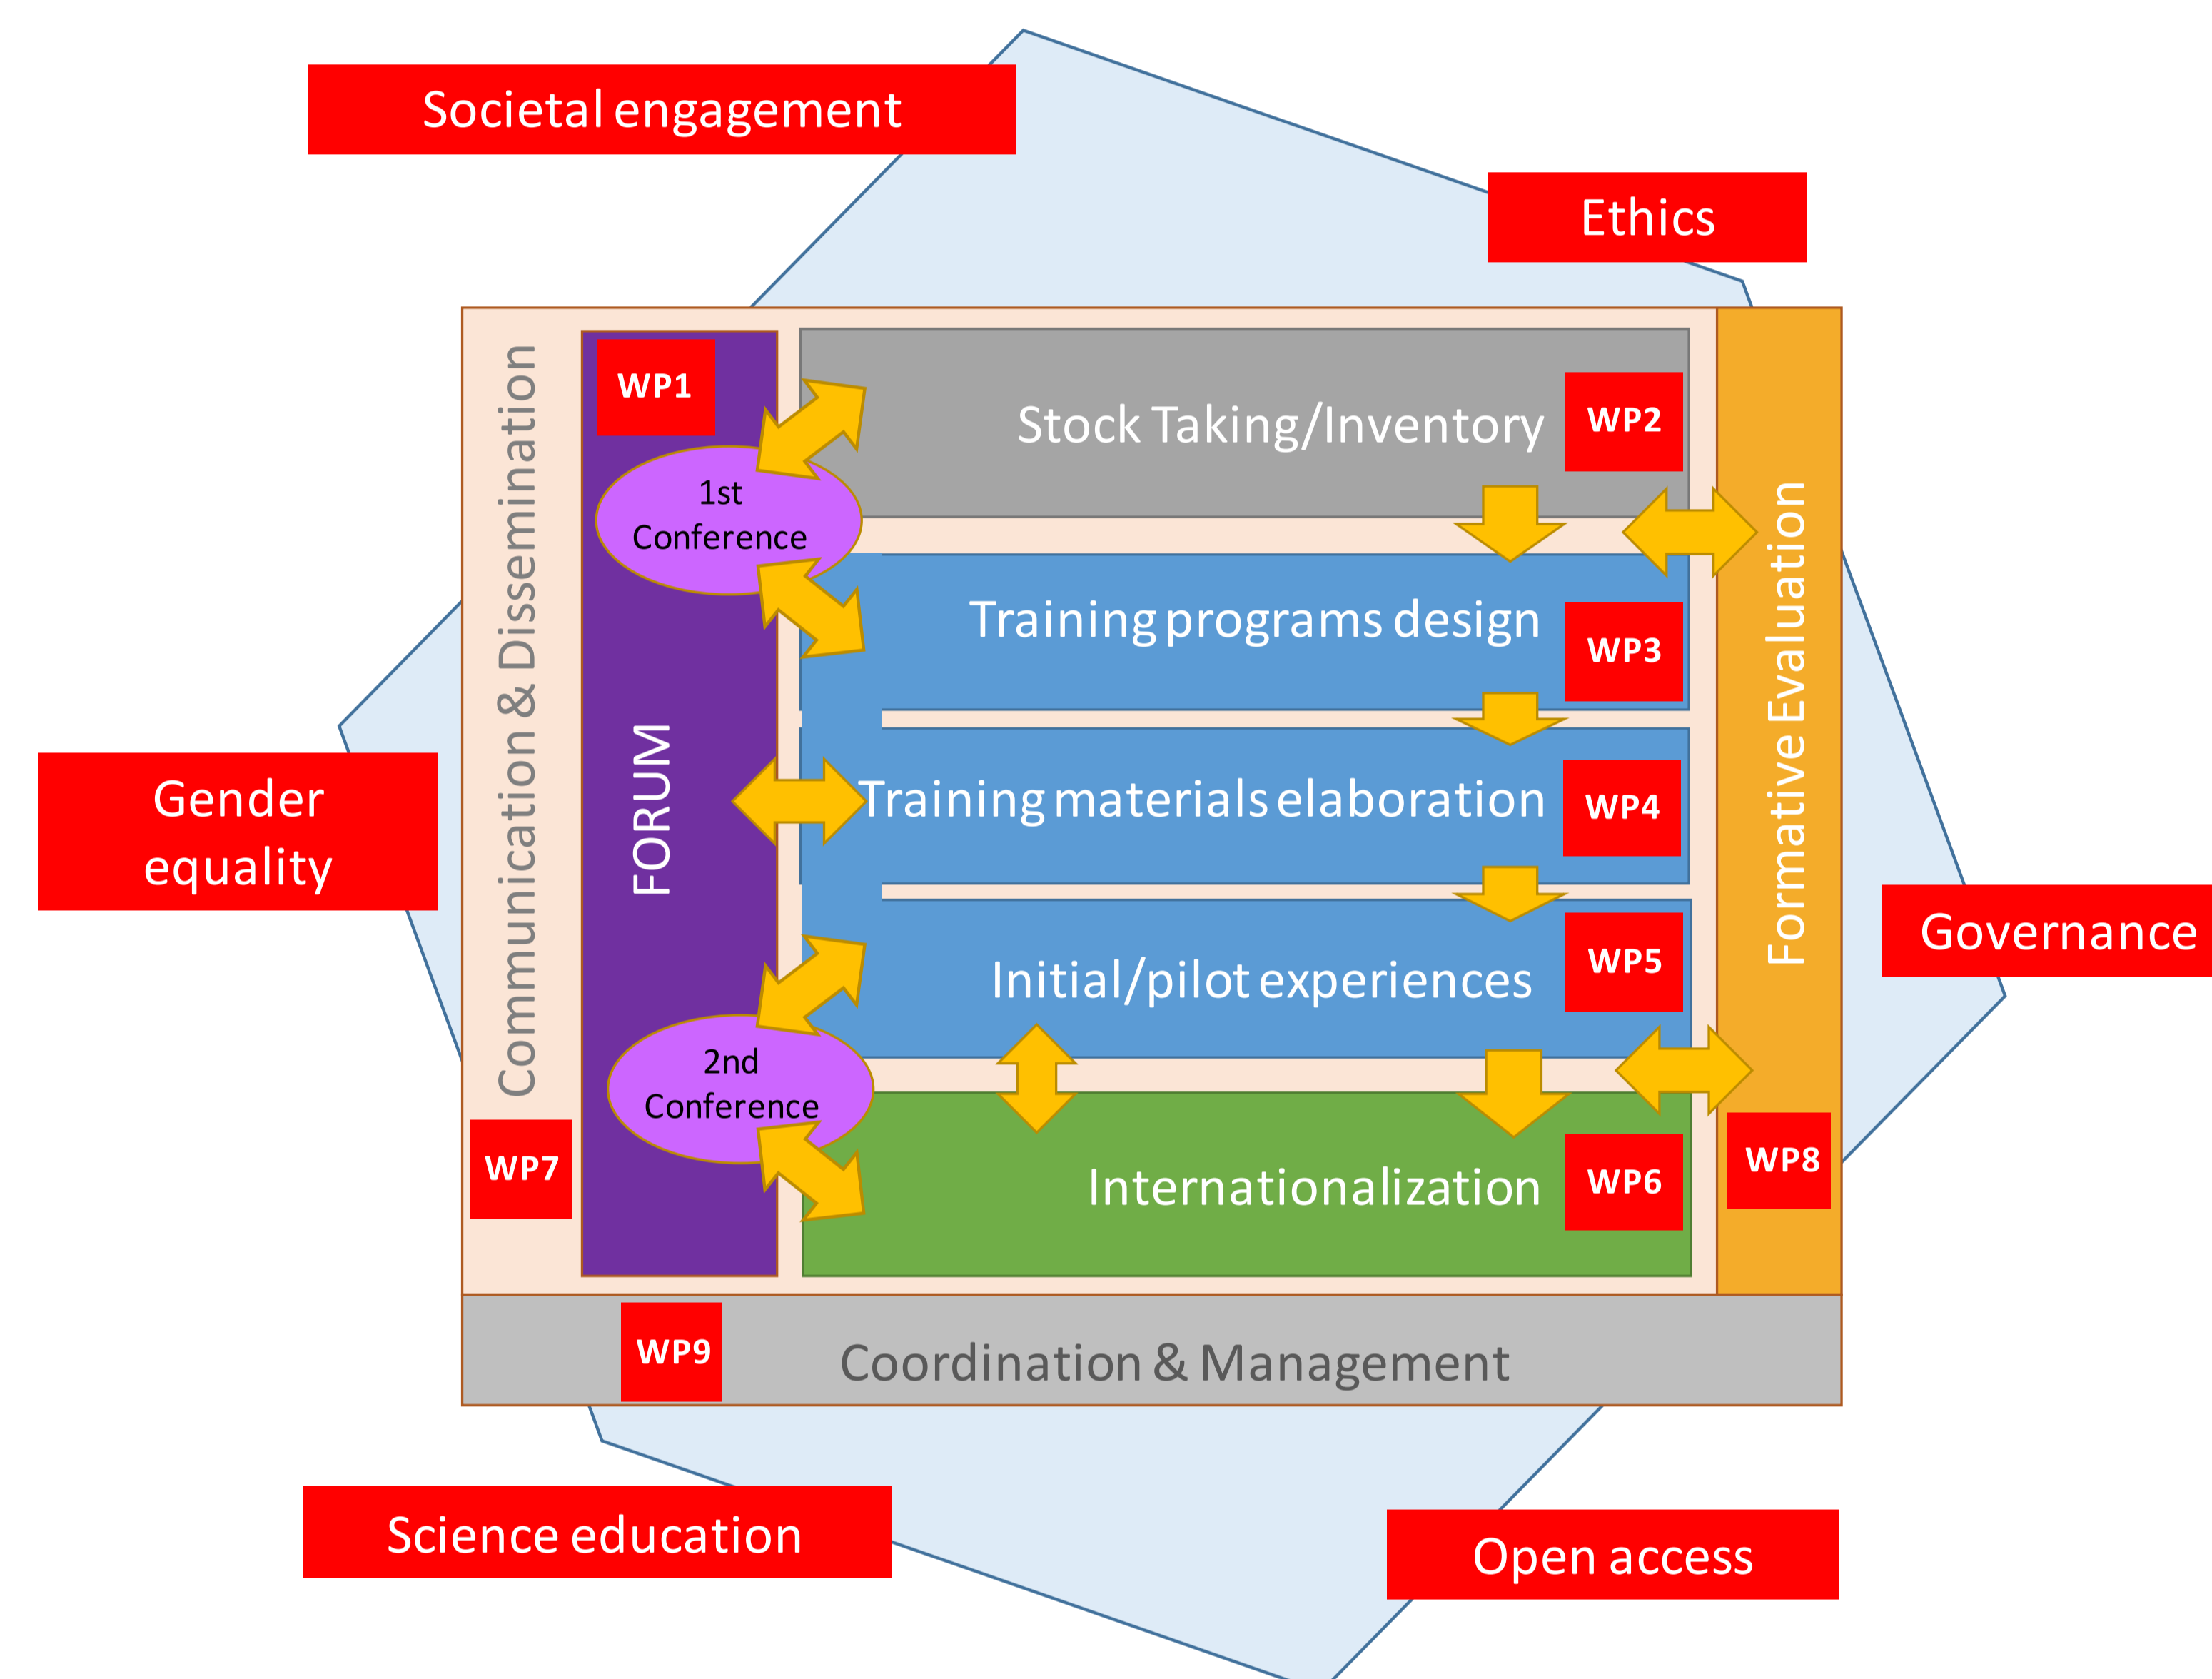 Societal engagement
Ethics
WP1
Stock Taking/Inventory
WP2
1st
Conference
Training programs design
WP3
Communication & Dissemination
FORUM
Formative Evaluation
Gender
equality
Training materials elaboration
WP4
Governance
Initial/pilot experiences
WP5
2nd
Conference
WP7
Internationalization
WP6
WP8
WP9
Coordination & Management
Science education
Open access